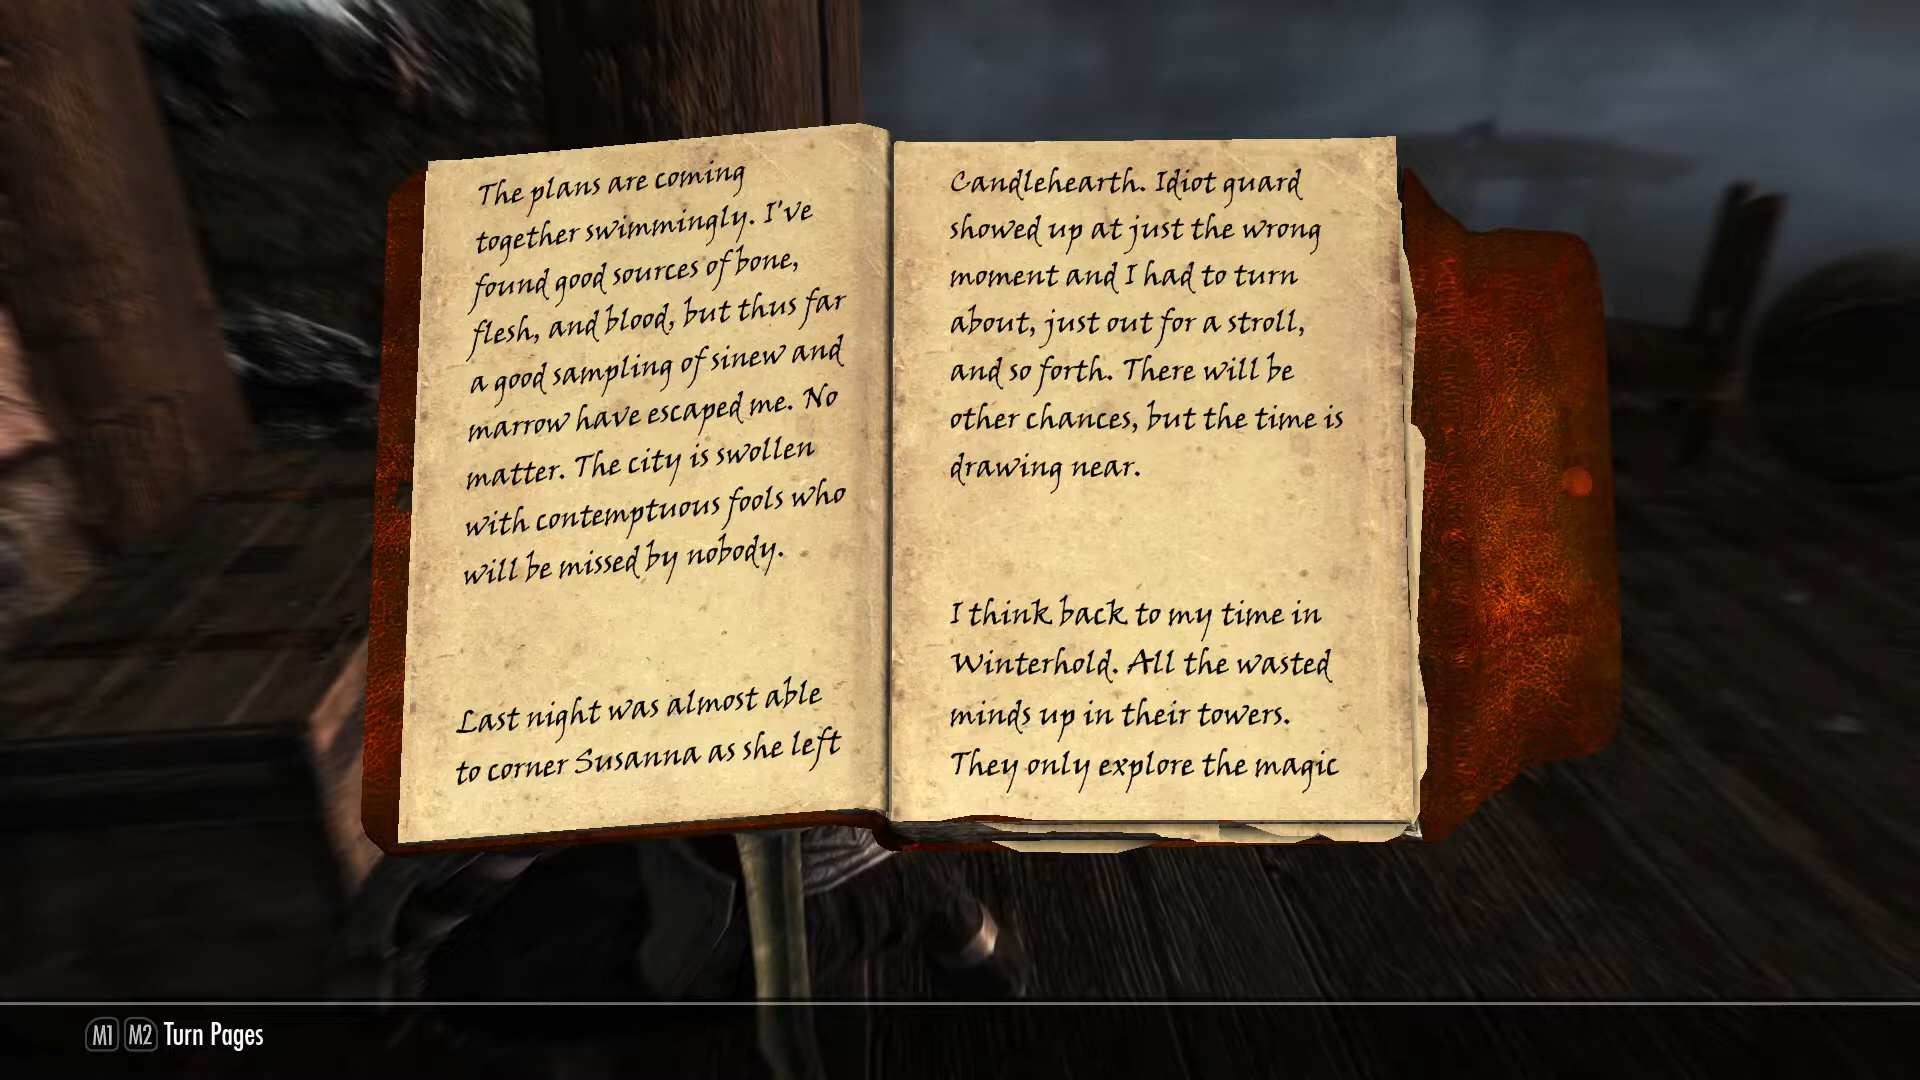 The plans are coming
together swimmingly. I've
found good sources of bone,
flesh, and blood, but thus far
a good sampling of sinew and
marrow have escaped me. No
matter. The city is swollen
with contemptuous fools who
will be missed by nobody.
Last night was almost able
to corner Susanna as she left
Candlehearth. Idiot guard
showed up at just the wrong
moment and I had to turn
about, just out for a stroll,
and so forth. There will be
other chances, but the time is
drawing near.
I think back to my time in
Winterhold. All the wasted
minds up in their towers.
They only explore the magic
M1 M2 Turn Pages